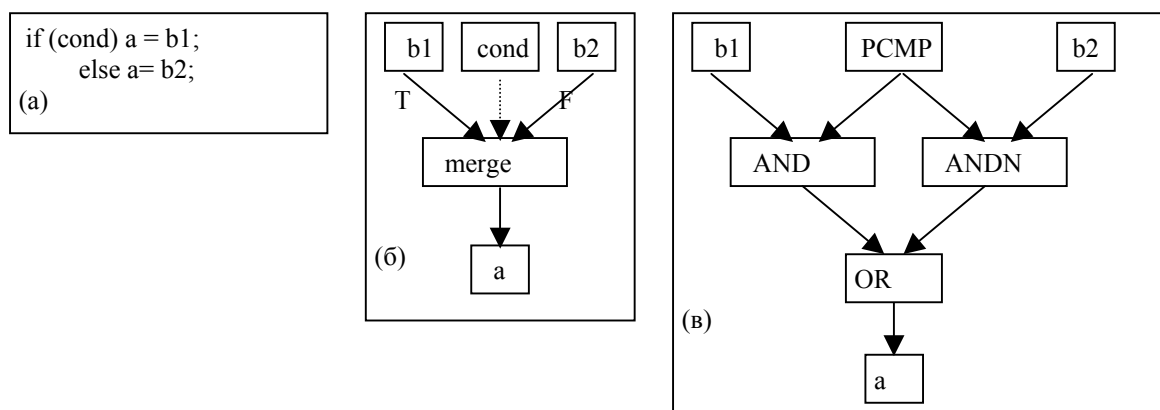 if (cond) a = b1;
else a= b2;
(a)
b1 cond b2
T F
merge
a
(б)
b1 PCMP b2
AND ANDN
OR
a
(в)